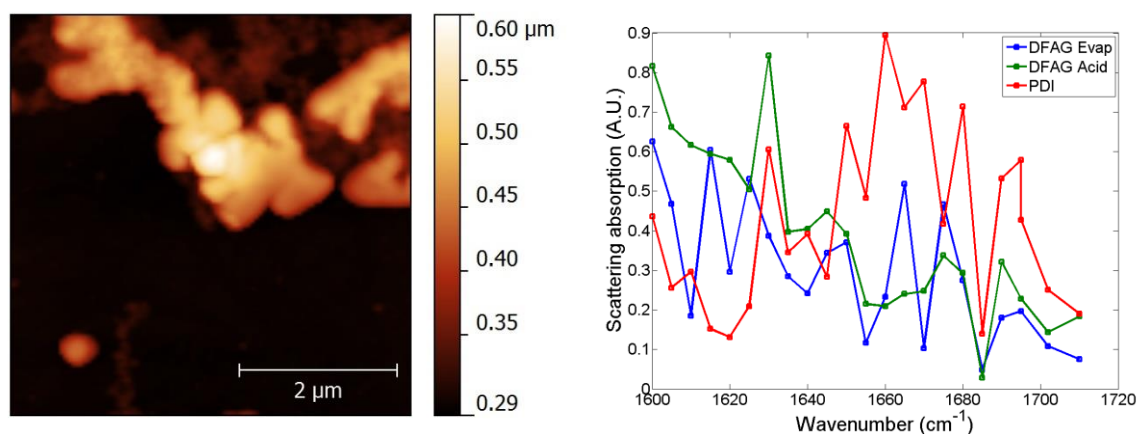 0.60 µm
0.55
0.50
0.45
0.40
0.35
0.29
2 µm
0.9
0.8
0.7
0.6
0.5
0.4
0.3
0.2
0.1
0
Scattering absorption (A.U.)
DFAG Evap
DFAG Acid
PDI
1600 1620 1640 1660 1680 1700 1720
Wavenumber (cm⁻¹)